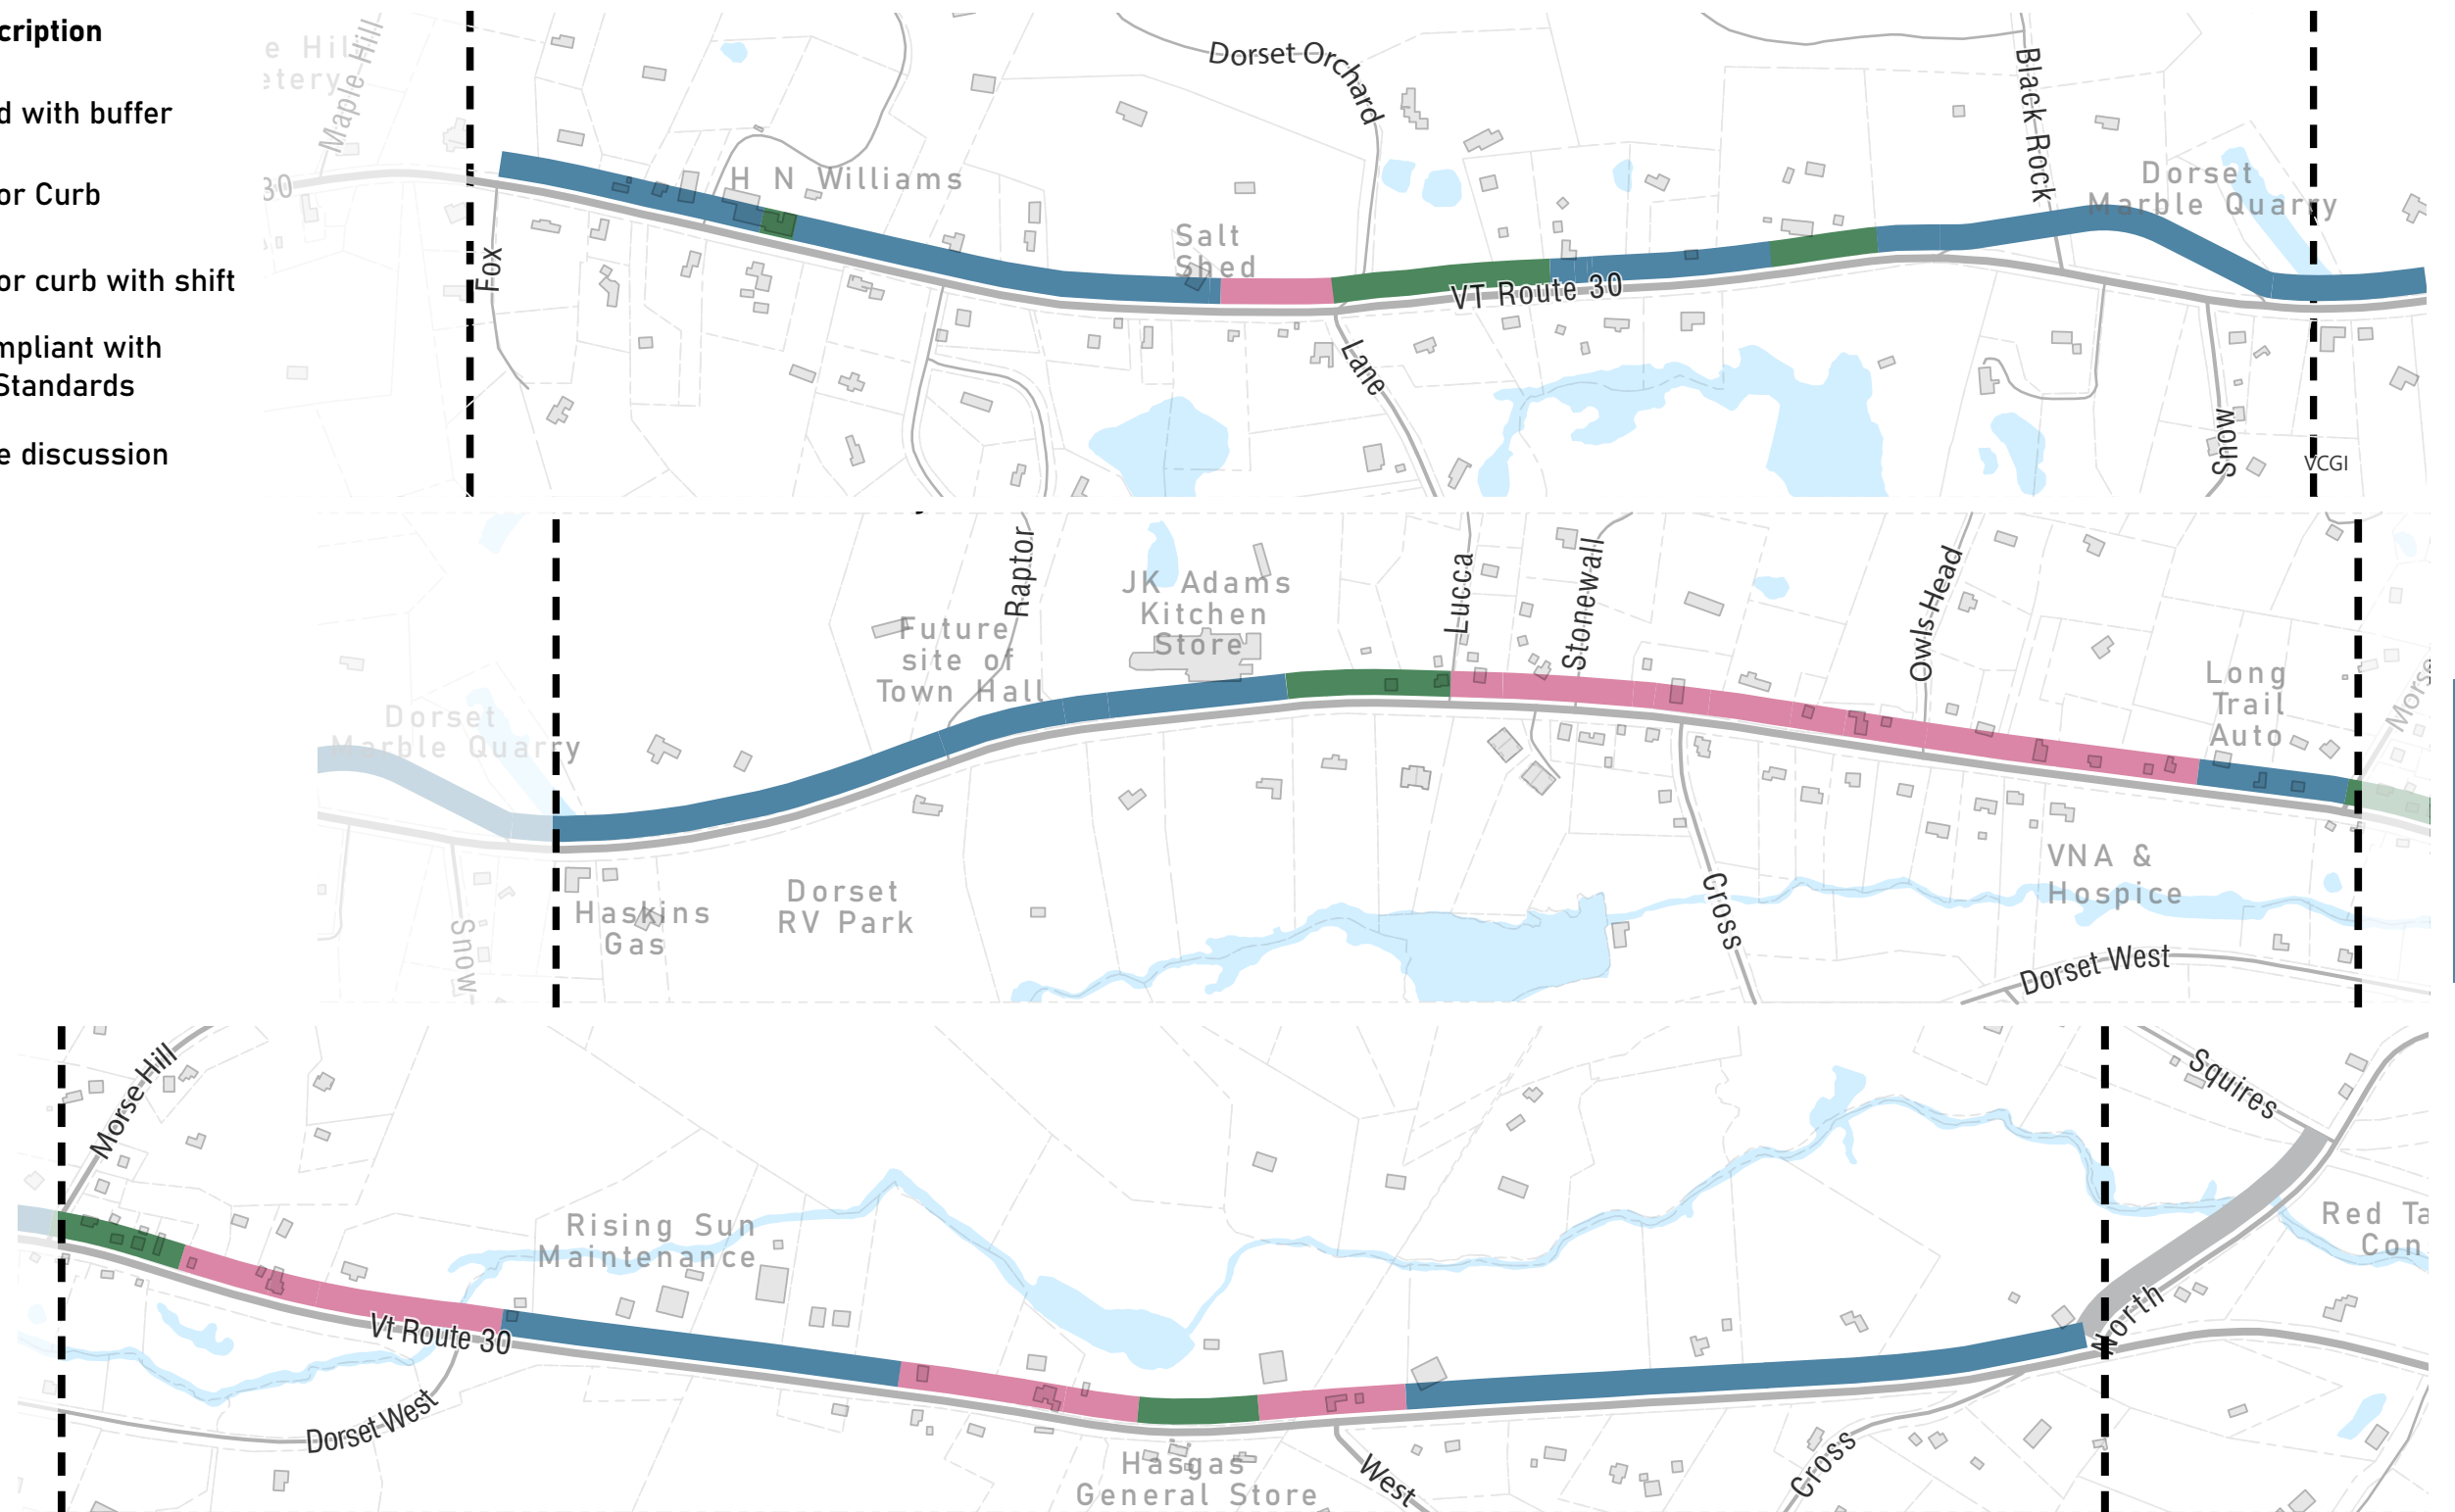 cription
d with buffer
or Curb
or curb with shift
mpliant with
Standards
e discussion
e Hil
etery
Maple Hill
30
Fox
H N Williams
Salt
Shed
Dorset Orchard
Lane
VT Route 30
Black Rock
Dorset
Marble Quarry
Snow
VCGI
Dorset
Marble Quarry
Snow
Haskins
Gas
Dorset
RV Park
Future
site of
Town Hall
Raptor
JK Adams
Kitchen
Store
Lucca
Stonewall
Owls Head
Long
Trail
Auto
Morse
Cross
VNA &
Hospice
Dorset West
Morse Hill
Vt Route 30
Dorset West
Rising Sun
Maintenance
Hasgas
General Store
West
Cross
North
Squires
Red Ta
Con